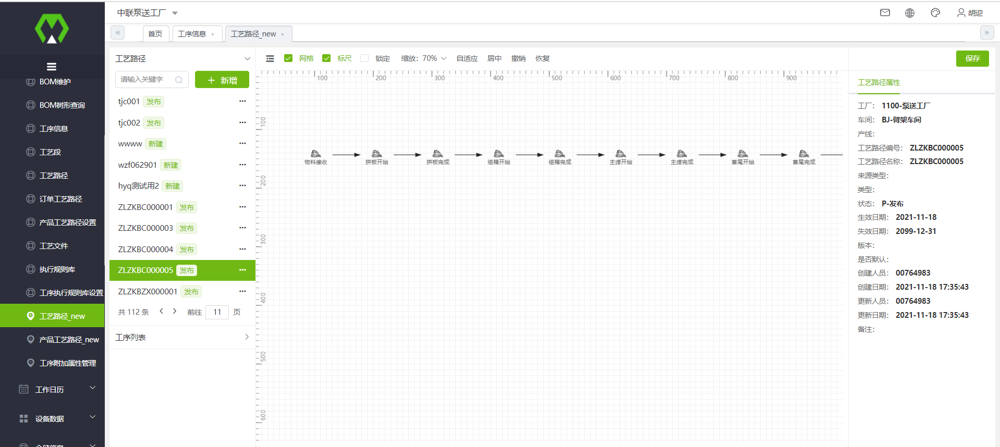 中联泵送工厂
胡迎
首页
工序信息 ×
工艺路径_new ×
BOM维护
BOM树形查询
工序信息
工艺段
工艺路径
订单工艺路径
产品工艺路径设置
工艺文件
执行规则库
工序执行规则库设置
工艺路径_new
产品工艺路径_new
工序附加属性管理
工作日历
设备数据
工艺路径
请输入关键字
+ 新增
tjc001 发布 •••
tjc002 发布 •••
wwww 新建 •••
wzf062901 新建 •••
hyq测试用2 新建 •••
ZLZKBC000001 发布 •••
ZLZKBC000003 发布 •••
ZLZKBC000004 发布 •••
ZLZKBC000005 发布 •••
ZLZKBZX000001 发布 •••
共 112 条 < > 前往 11 页
工序列表
网格 标尺 锁定 缩放：70% 自适应 居中 撤销 恢复
100 200 300 400 500 600 700 800 900
100
200
300
400
500
600
物料接收 拼板开始 拼板完成 组箱开始 组箱完成 主焊开始 主焊完成 首尾开始 首尾完成
保存
工艺路径属性
工厂： 1100-泵送工厂
车间： BJ-臂架车间
产线：
工艺路径编号： ZLZKBC000005
工艺路径名称： ZLZKBC000005
来源类型：
类型：
状态： P-发布
生效日期： 2021-11-18
失效日期： 2099-12-31
版本：
是否默认：
创建人员： 00764983
创建日期： 2021-11-18 17:35:43
更新人员： 00764983
更新日期： 2021-11-18 17:35:43
备注：